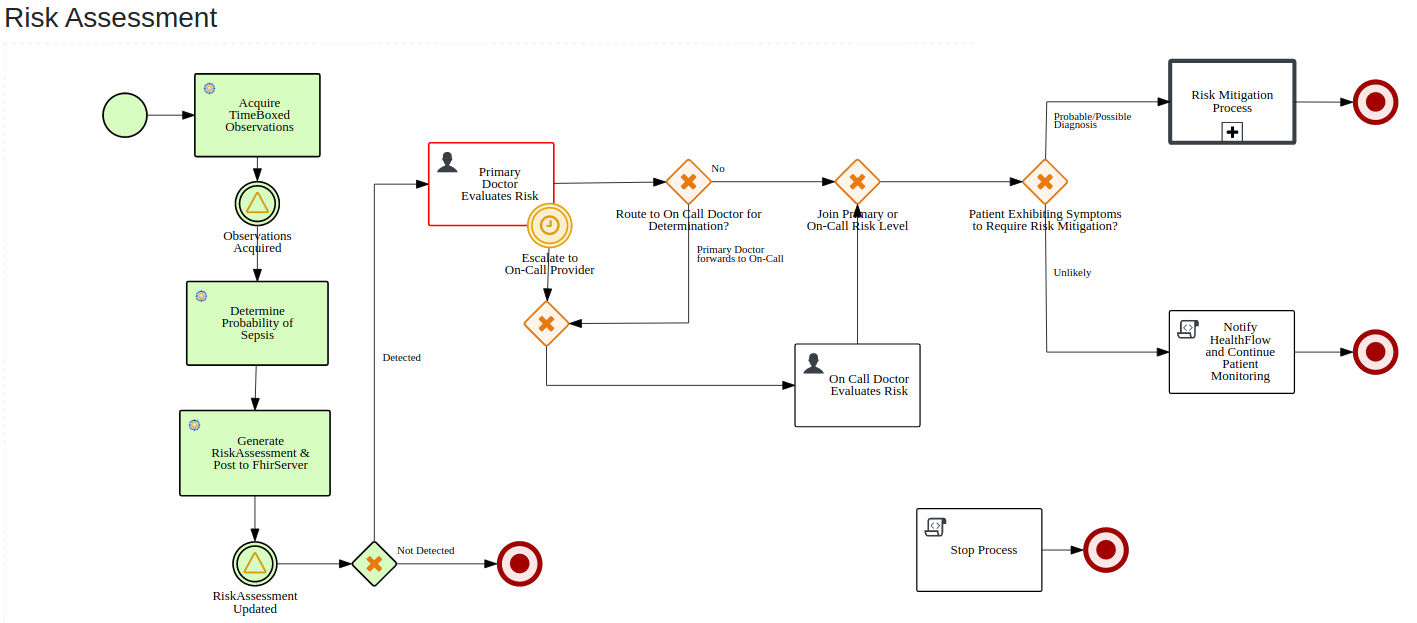 Risk Assessment
Acquire
TimeBoxed
Observations
Observations
Acquired
Determine
Probability of
Sepsis
Generate
RiskAssessment &
Post to FhirServer
RiskAssessment
Updated
Not Detected
Detected
Primary
Doctor
Evaluates Risk
Escalate to
On-Call Provider
No
Route to On Call Doctor for
Determination?
Primary Doctor
forwards to On-Call
Join Primary or
On-Call Risk Level
On Call Doctor
Evaluates Risk
Patient Exhibiting Symptoms
to Require Risk Mitigation?
Probable/Possible
Diagnosis
Unlikely
Risk Mitigation
Process
Notify
HealthFlow
and Continue
Patient
Monitoring
Stop Process